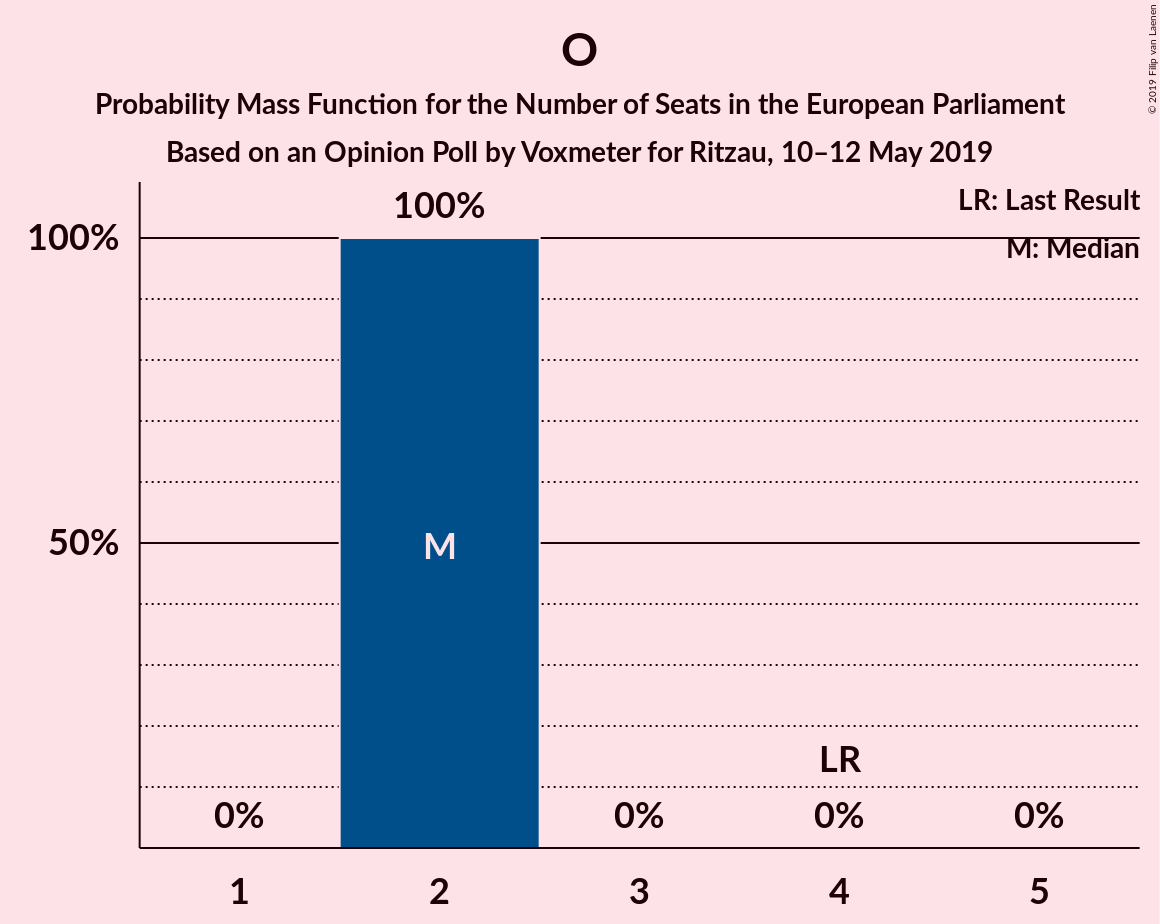 O
Probability Mass Function for the Number of Seats in the European Parliament
Based on an Opinion Poll by Voxmeter for Ritzau, 10–12 May 2019
© 2019 Filip van Laenen
LR: Last Result
M: Median
100%
100%
50%
M
LR
0%
0%
0%
0%
1
2
3
4
5